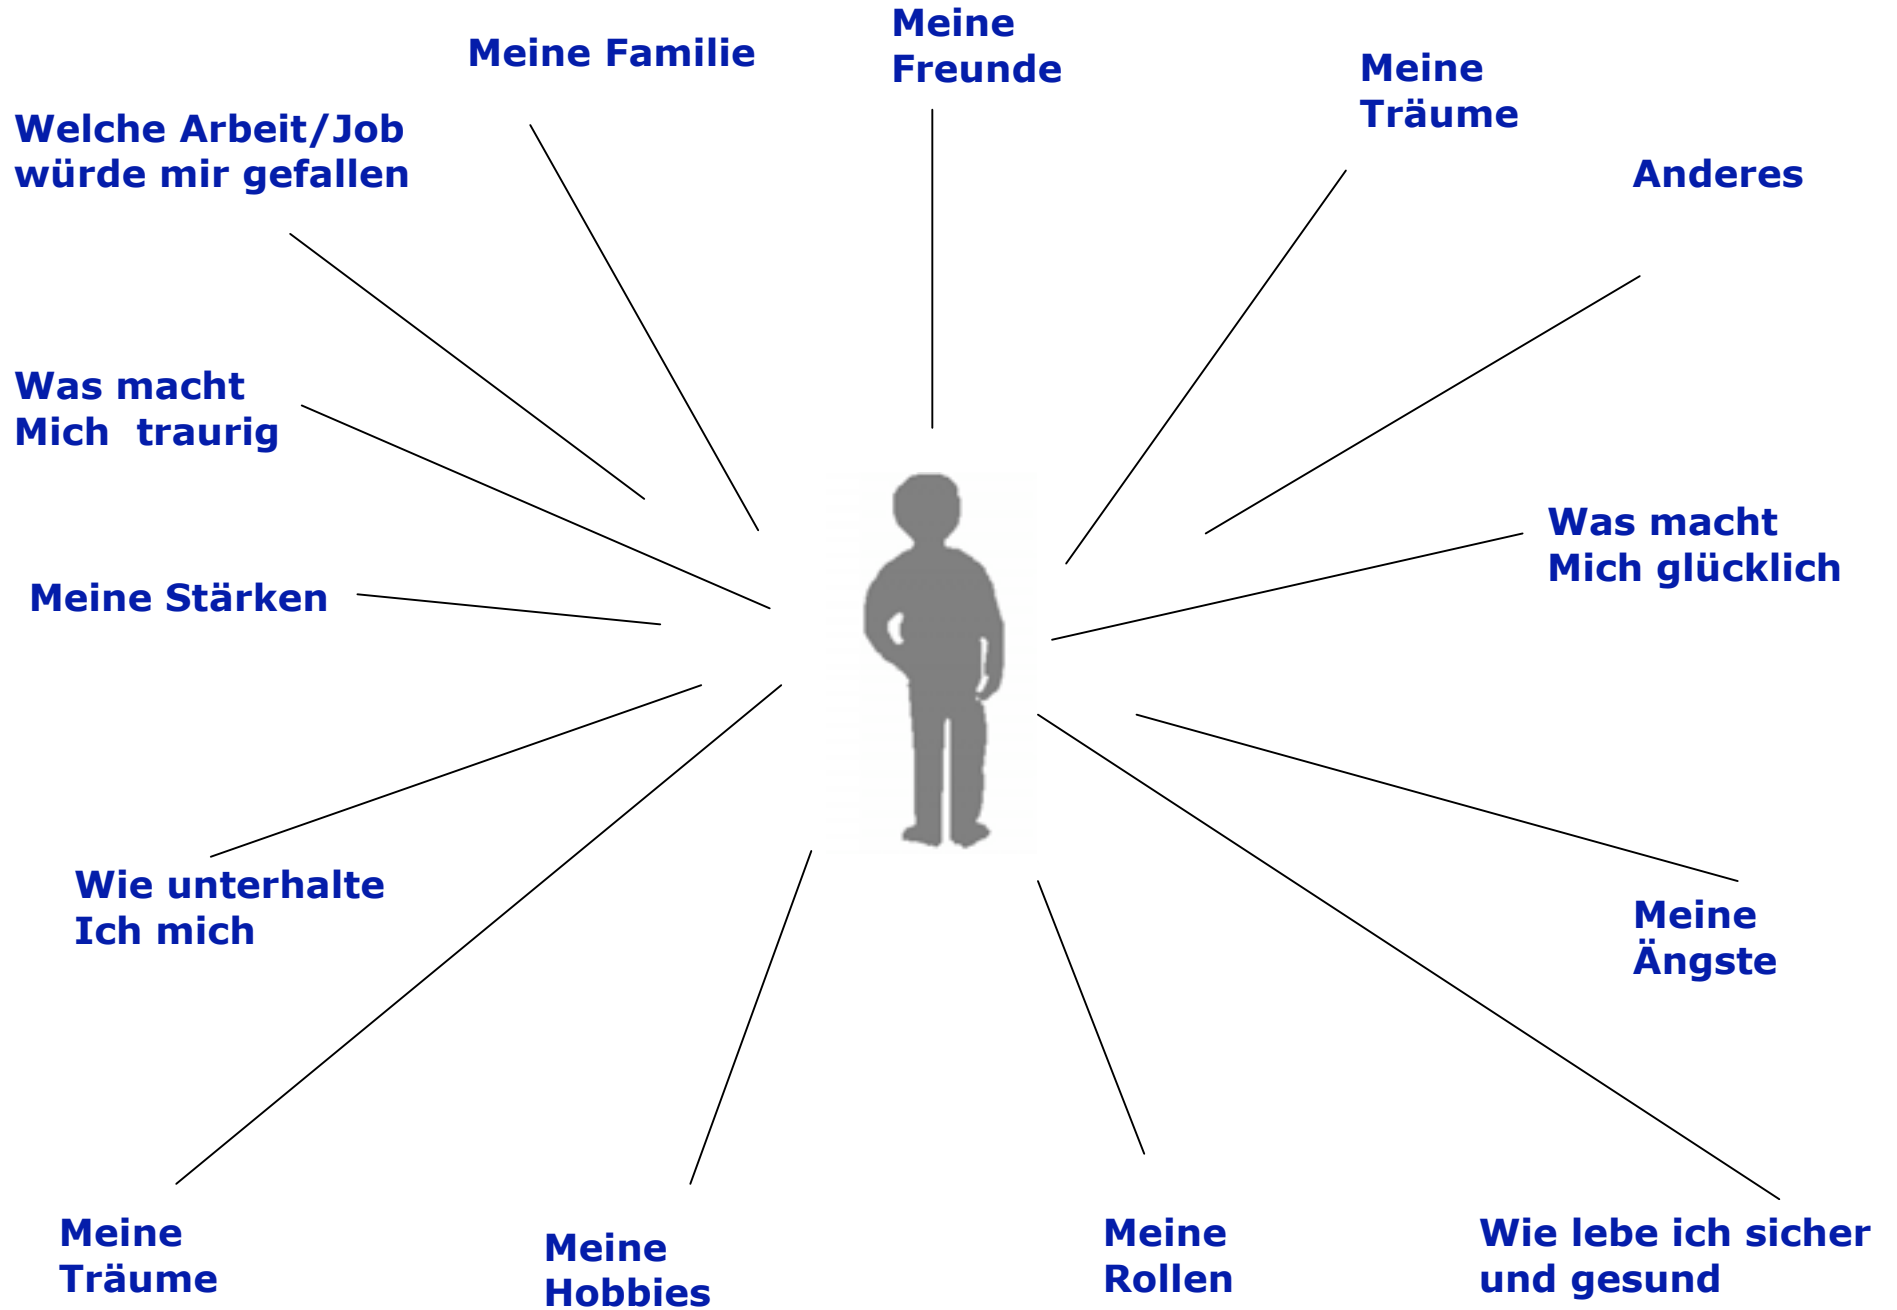 Meine Familie
Meine
Freunde
Meine
Träume
Welche Arbeit/Job
würde mir gefallen
Anderes
Was macht
Mich  traurig
Was macht
Mich glücklich
Meine Stärken
Wie unterhalte
Ich mich
Meine
Ängste
Meine
Träume
Meine
Hobbies
Meine
Rollen
Wie lebe ich sicher
und gesund